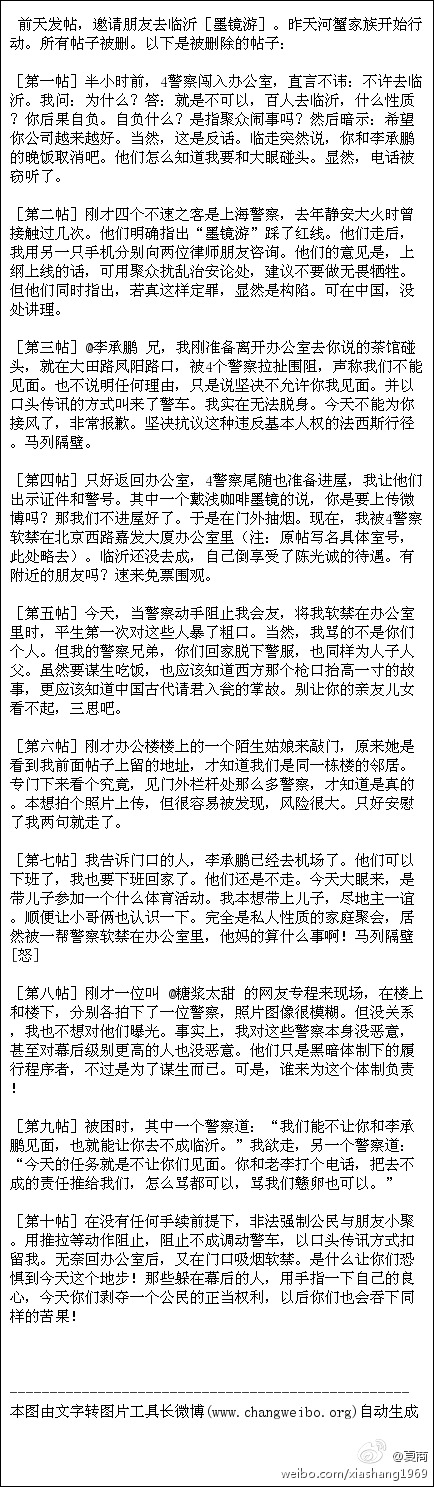 前天发帖，邀请朋友去临沂［墨镜游］。昨天河蟹家族开始行
动。所有帖子被删。以下是被删除的帖子：
［第一帖］半小时前，4警察闯入办公室，直言不讳：不许去临
沂。我问：为什么？答：就是不可以，百人去临沂，什么性质
？你后果自负。自负什么？是指聚众闹事吗？然后暗示：希望
你公司越来越好。当然，这是反话。临走突然说，你和李承鹏
的晚饭取消吧。他们怎么知道我要和大眼碰头。显然，电话被
窃听了。
［第二帖］刚才四个不速之客是上海警察，去年静安大火时曾
接触过几次。他们明确指出“墨镜游”踩了红线。他们走后，
我用另一只手机分别向两位律师朋友咨询。他们的意见是，上
纲上线的话，可用聚众扰乱治安论处，建议不要做无畏牺牲。
但他们同时指出，若真这样定罪，显然是构陷。可在中国，没
处讲理。
［第三帖］@李承鹏 兄，我刚准备离开办公室去你说的茶馆碰
头，就在大田路凤阳路口，被4个警察拉扯围阻，声称我们不能
见面。也不说明任何理由，只是说坚决不允许你我见面。并以
口头传讯的方式叫来了警车。我实在无法脱身。今天不能为你
接风了，非常报歉。坚决抗议这种违反基本人权的法西斯行径
。马列隔壁。
［第四帖］只好返回办公室，4警察尾随也准备进屋，我让他们
出示证件和警号。其中一个戴浅咖啡墨镜的说，你是要上传微
博吗？那我们不进屋好了。于是在门外抽烟。现在，我被4警察
软禁在北京西路嘉发大厦办公室里（注：原帖写名具体室号，
此处略去）。临沂还没去成，自己倒享受了陈光诚的待遇。有
附近的朋友吗？速来免票围观。
［第五帖］今天，当警察动手阻止我会友，将我软禁在办公室
里时，平生第一次对这些人暴了粗口。当然，我骂的不是你们
个人。但我的警察兄弟，你们回家脱下警服，也同样为人子人
父。虽然要谋生吃饭，也应该知道西方那个枪口抬高一寸的故
事，更应该知道中国古代请君入瓮的掌故。别让你的亲友儿女
看不起，三思吧。
［第六帖］刚才办公楼楼上的一个陌生姑娘来敲门，原来她是
看到我前面帖子上留的地址，才知道我们是同一栋楼的邻居。
专门下来看个究竟，见门外栏杆处那么多警察，才知道是真的
。本想拍个照片上传，但很容易被发现，风险很大。只好安慰
了我两句就走了。
［第七帖］我告诉门口的人，李承鹏已经去机场了。他们可以
下班了，我也要下班回家了。他们还是不走。今天大眼来，是
带儿子参加一个什么体育活动。我本想带上儿子，尽地主一谊
。顺便让小哥俩也认识一下。完全是私人性质的家庭聚会，居
然被一帮警察软禁在办公室里，他妈的算什么事啊！马列隔壁
[怒]
［第八帖］刚才一位叫 @糖浆太甜 的网友专程来现场，在楼上
和楼下，分别各拍下了一位警察，照片图像很模糊。但没关系
，我也不想对他们曝光。事实上，我对这些警察本身没恶意，
甚至对幕后级别更高的人也没恶意。他们只是黑暗体制下的履
行程序者，不过是为了谋生而已。可是，谁来为这个体制负责
！
［第九帖］被困时，其中一个警察道：“我们能不让你和李承
鹏见面，也就能让你去不成临沂。”我欲走，另一个警察道：
“今天的任务就是不让你们见面。你和老李打个电话，把去不
成的责任推给我们，怎么骂都可以，骂我们戆卵也可以。”
［第十帖］在没有任何手续前提下，非法强制公民与朋友小聚
。用推拉等动作阻止，阻止不成调动警车，以口头传讯方式扣
留我。无奈回办公室后，又在门口吸烟软禁。是什么让你们恐
惧到今天这个地步！那些躲在幕后的人，用手指一下自己的良
心，今天你们剥夺一个公民的正当权利，以后你们也会吞下同
样的苦果！
本图由文字转图片工具长微博(www.changweibo.org)自动生成
@夏商
weibo.com/xiashang1969